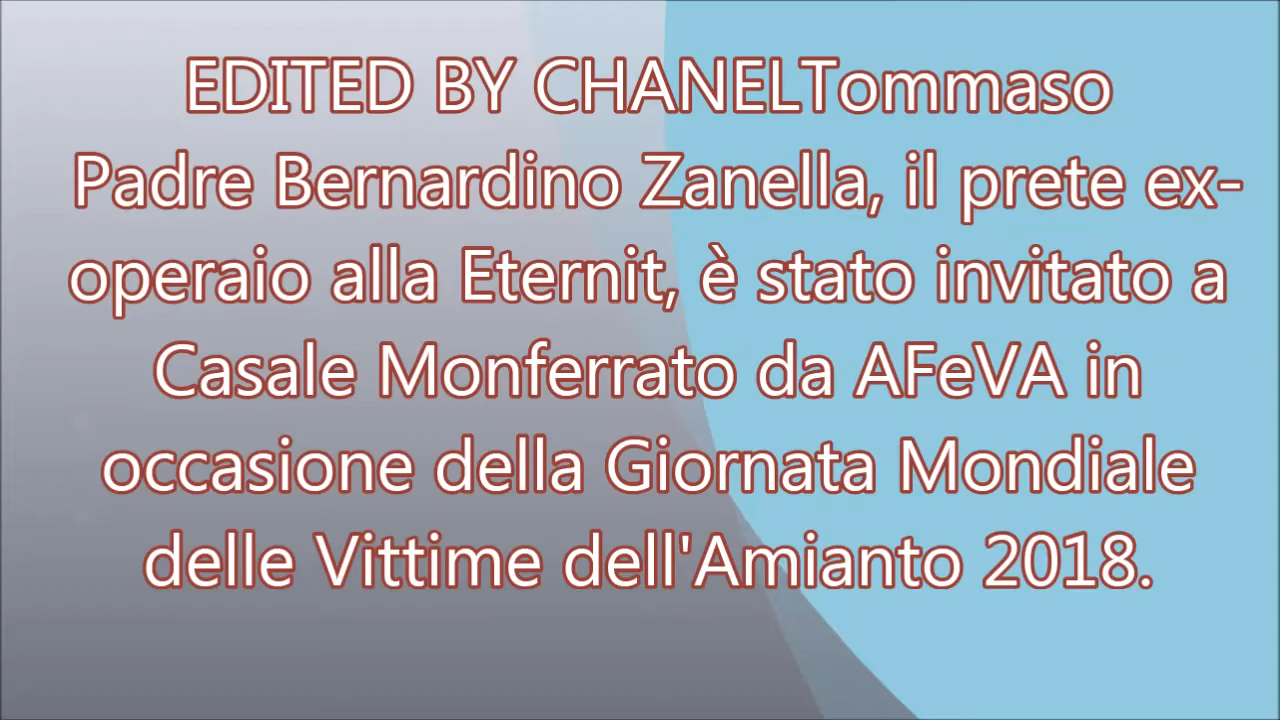 EDITED BY CHANELTommaso
Padre Bernardino Zanella, il prete ex-
operaio alla Eternit, è stato invitato a
Casale Monferrato da AFeVA in
occasione della Giornata Mondiale
delle Vittime dell'Amianto 2018.